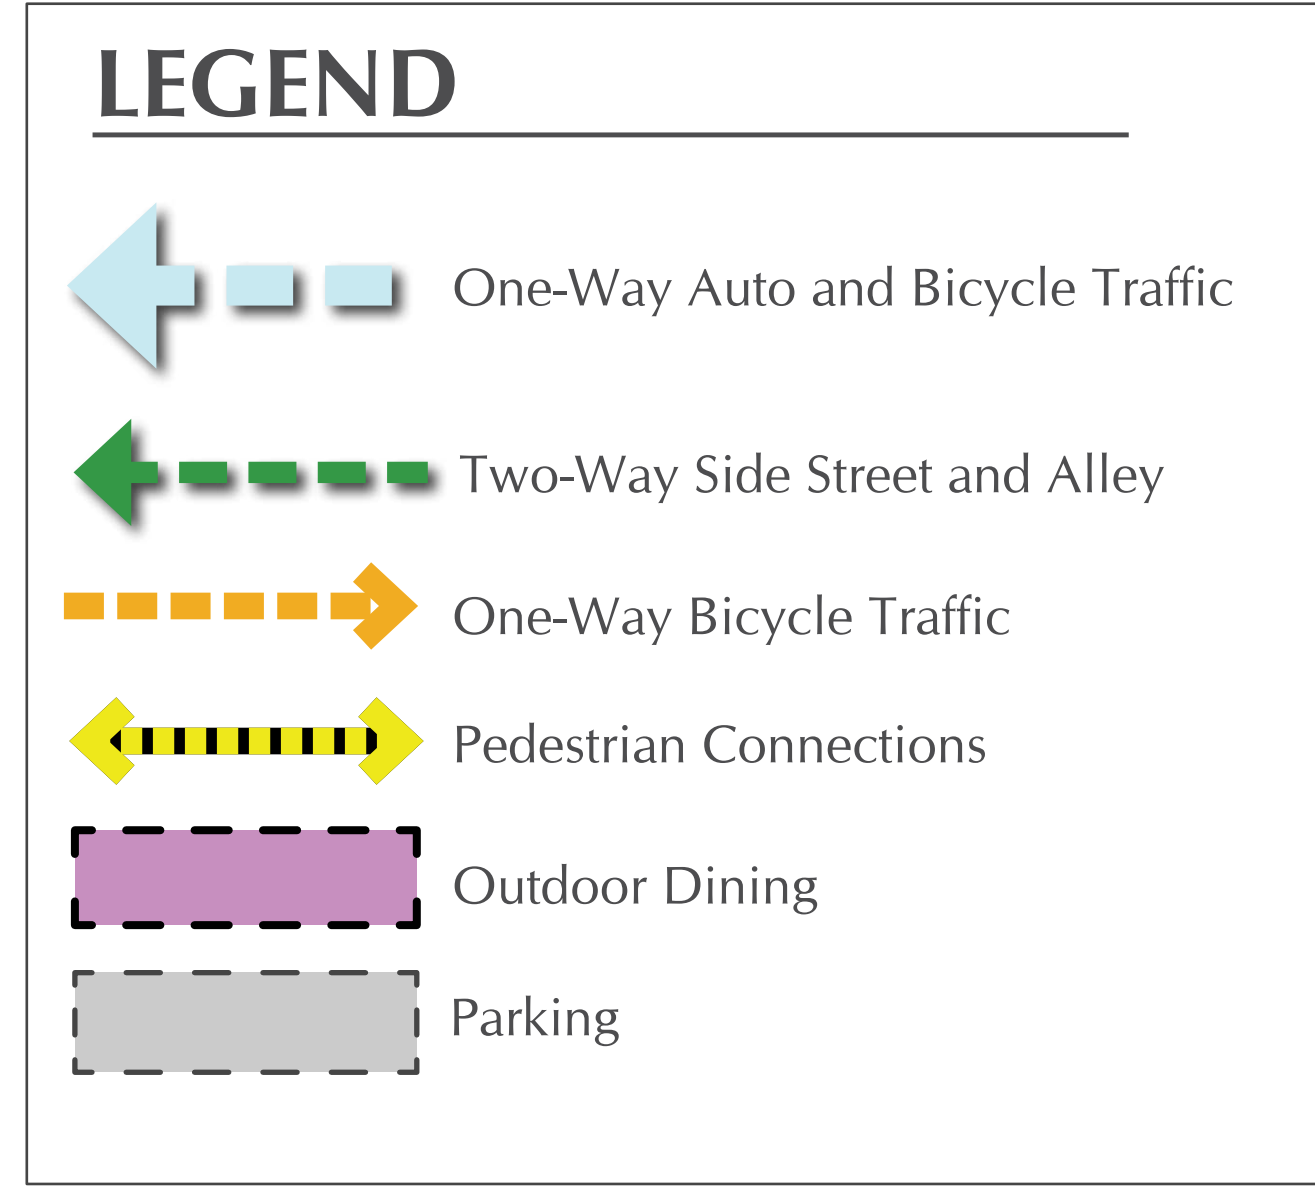 LEGEND
One-Way Auto and Bicycle Traffic
Two-Way Side Street and Alley
One-Way Bicycle Traffic
Pedestrian Connections
Outdoor Dining
Parking